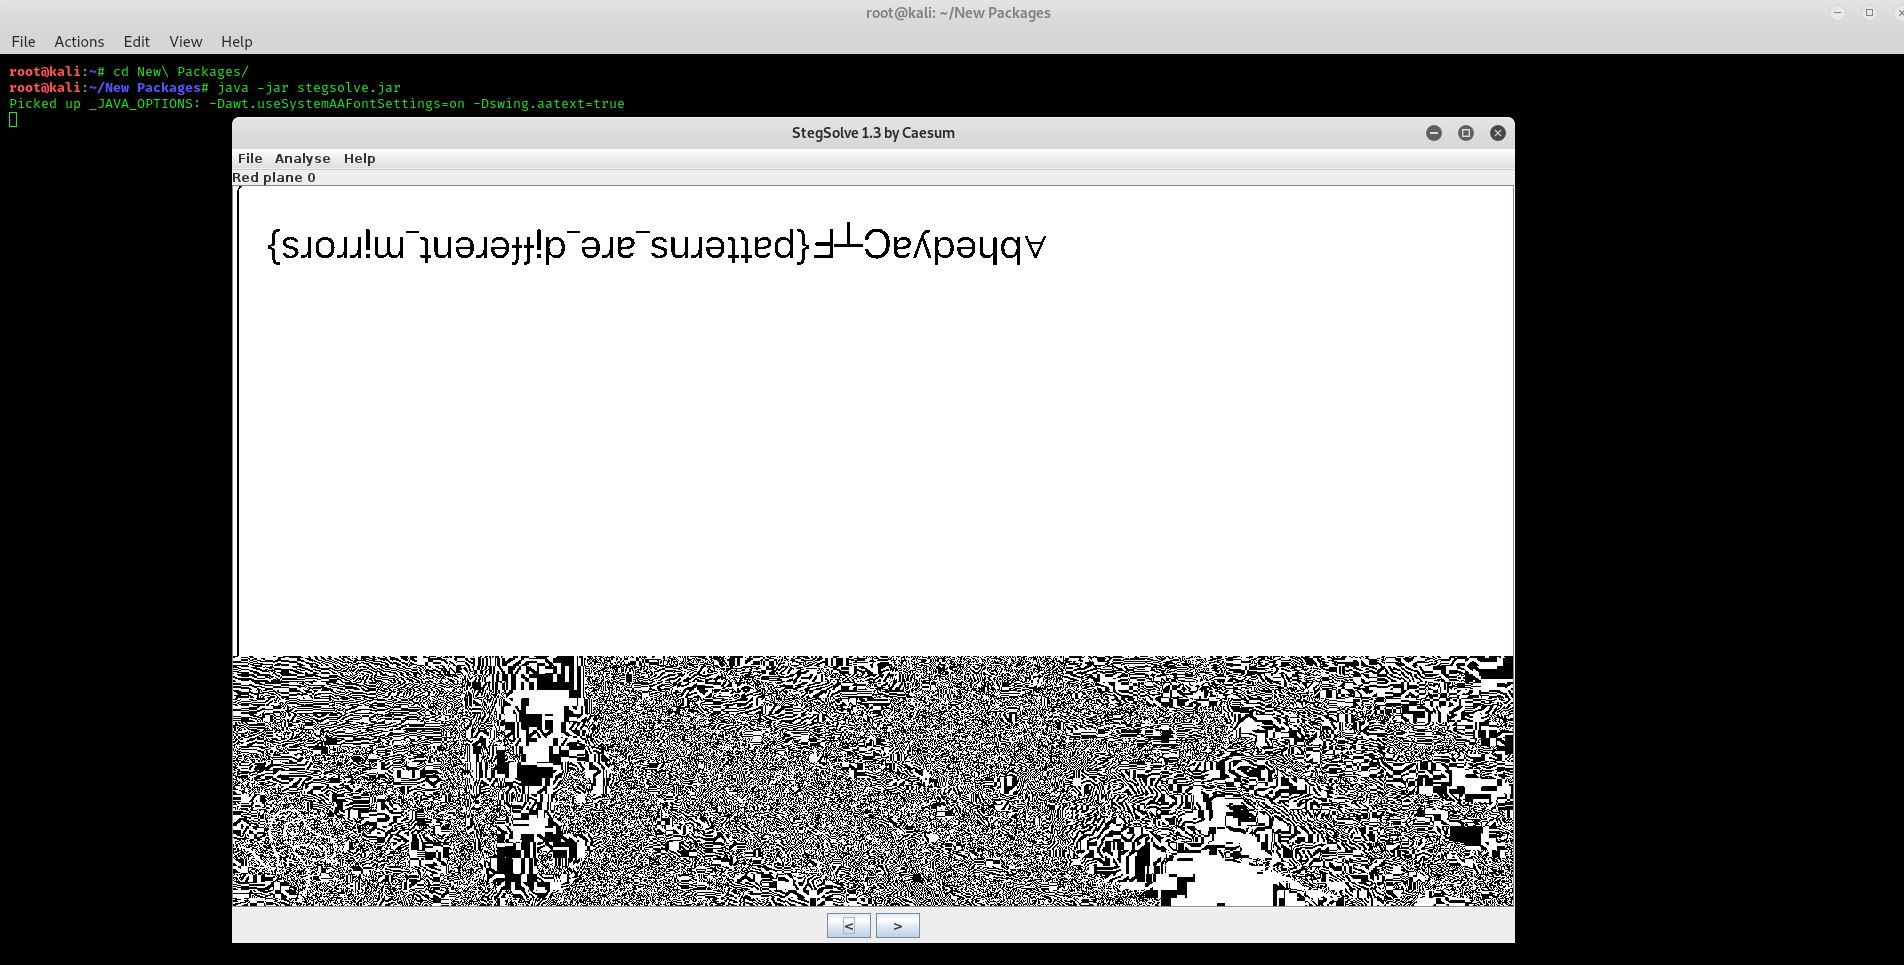 root@kali: ~/New Packages
File Actions Edit View Help
root@kali:~# cd New\ Packages/
root@kali:~/New Packages# java -jar stegsolve.jar
Picked up _JAVA_OPTIONS: -Dawt.useSystemAAFontSettings=on -Dswing.aatext=true
StegSolve 1.3 by Caesum
File Analyse Help
Red plane 0
AphedyaCTF{patterns_are_different_mirrors}
< >